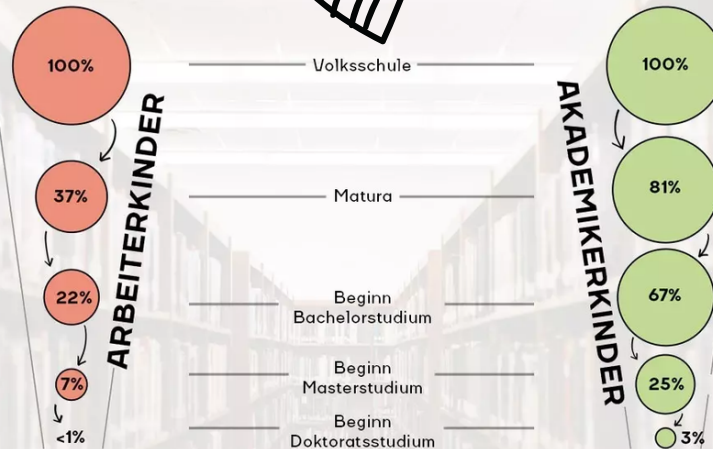 100%
Volksschule
100%
ARBEITERKINDER
AKADEMIKERKINDER
37%
Matura
81%
22%
Beginn
Bachelorstudium
67%
7%
Beginn
Masterstudium
25%
<1%
Beginn
Doktoratsstudium
3%